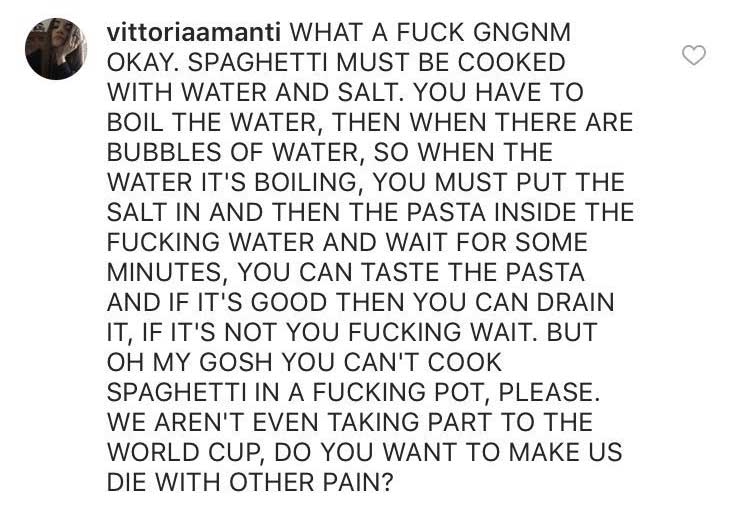 vittoriaamanti WHAT A FUCK GNGNM
OKAY. SPAGHETTI MUST BE COOKED
WITH WATER AND SALT. YOU HAVE TO
BOIL THE WATER, THEN WHEN THERE ARE
BUBBLES OF WATER, SO WHEN THE
WATER IT'S BOILING, YOU MUST PUT THE
SALT IN AND THEN THE PASTA INSIDE THE
FUCKING WATER AND WAIT FOR SOME
MINUTES, YOU CAN TASTE THE PASTA
AND IF IT'S GOOD THEN YOU CAN DRAIN
IT, IF IT'S NOT YOU FUCKING WAIT. BUT
OH MY GOSH YOU CAN'T COOK
SPAGHETTI IN A FUCKING POT, PLEASE.
WE AREN'T EVEN TAKING PART TO THE
WORLD CUP, DO YOU WANT TO MAKE US
DIE WITH OTHER PAIN?